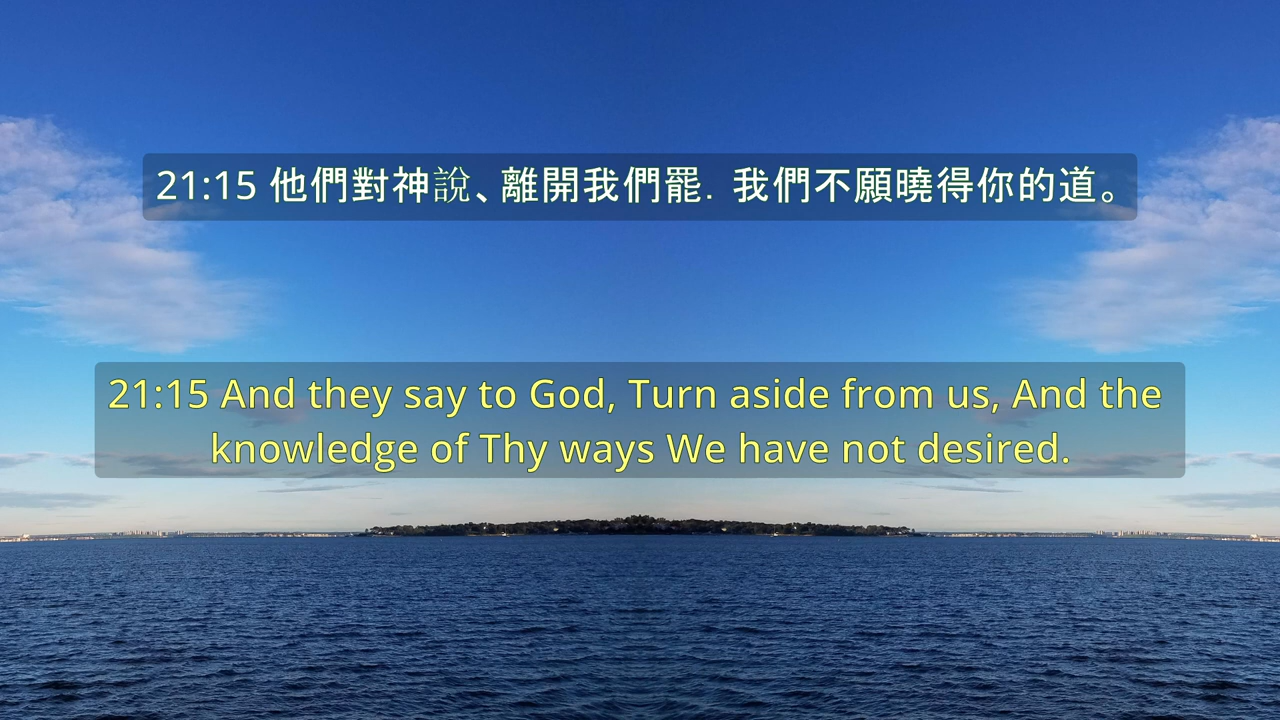 21:15 他們對神說、離開我們罷．我們不願曉得你的道。
21:15 And they say to God, Turn aside from us, And the
knowledge of Thy ways We have not desired.